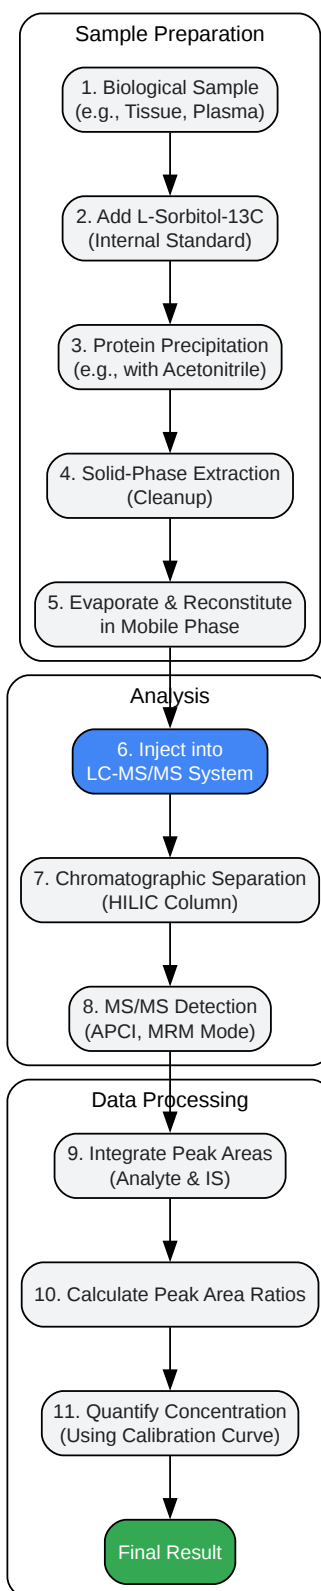 Sample Preparation
1. Biological Sample
(e.g., Tissue, Plasma)
2. Add L-Sorbitol-13C
(Internal Standard)
3. Protein Precipitation
(e.g., with Acetonitrile)
4. Solid-Phase Extraction
(Cleanup)
5. Evaporate & Reconstitute
in Mobile Phase
Analysis
6. Inject into
LC-MS/MS System
7. Chromatographic Separation
(HILIC Column)
8. MS/MS Detection
(APCI, MRM Mode)
Data Processing
9. Integrate Peak Areas
(Analyte & IS)
10. Calculate Peak Area Ratios
11. Quantify Concentration
(Using Calibration Curve)
Final Result